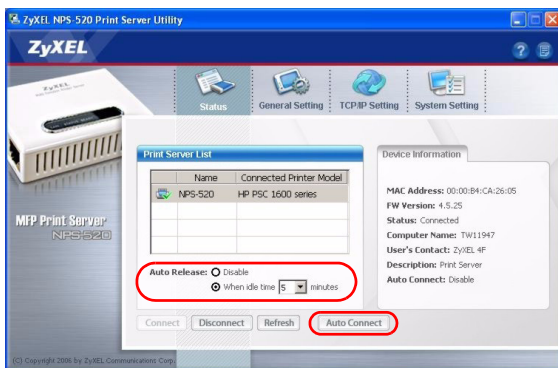 ZyXEL NPS-520 Print Server Utility
ZyXEL
Status
General Setting
TCP/IP Setting
System Setting
ZyXEL
Print Server List
Name Connected Printer Model
NPS-520 HP PSC 1600 series
Auto Release: Disable
When idle time 5 minutes
Connect Disconnect Refresh Auto Connect
Device Information
MAC Address: 00:00:B4:CA:26:05
FW Version: 4.5.25
Status: Connected
Computer Name: TW11947
User's Contact: ZyXEL 4F
Description: Print Server
Auto Connect: Disable
MFP Print Server
NPS-520
(C) Copyright 2006 by ZyXEL Communications Corp.